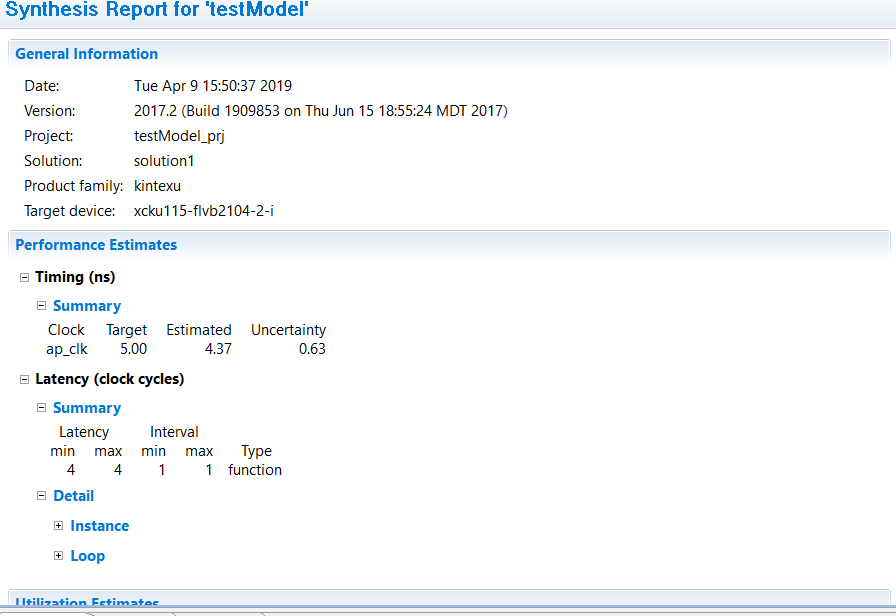 Synthesis Report for 'testModel'
General Information
Date: Tue Apr 9 15:50:37 2019
Version: 2017.2 (Build 1909853 on Thu Jun 15 18:55:24 MDT 2017)
Project: testModel_prj
Solution: solution1
Product family: kintexu
Target device: xcku115-flvb2104-2-i
Performance Estimates
Timing (ns)
Summary
Clock Target Estimated Uncertainty
ap_clk 5.00 4.37 0.63
Latency (clock cycles)
Summary
Latency Interval
min max min max Type
4 4 1 1 function
Detail
Instance
Loop
Utilization Estimates